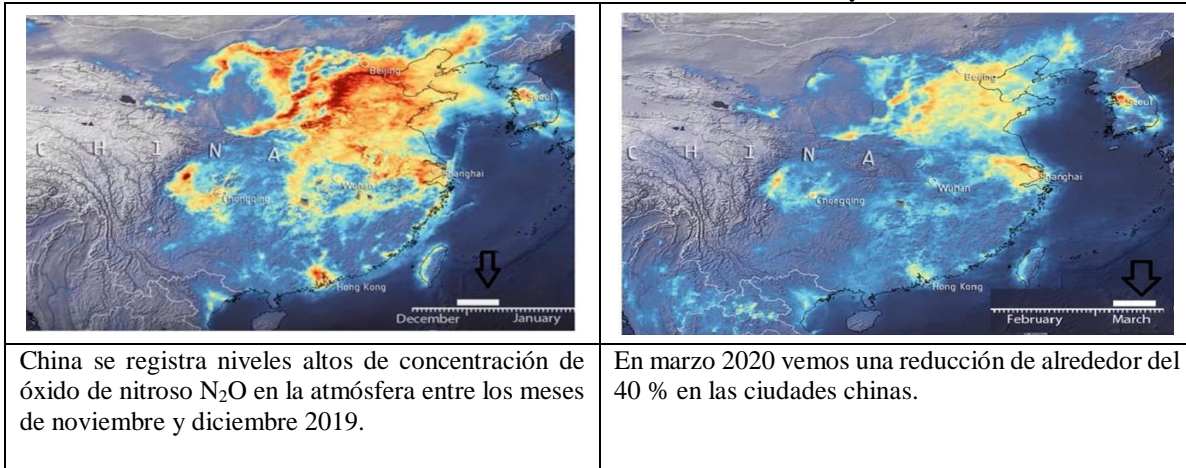 Beijing
Seoul
C H I N A
Wuhan
Shanghai
Chongqing
Hong Kong
December January
Beijing
Seoul
C H I N A
Wuhan
Shanghai
Chongqing
Hong Kong
February March
China se registra niveles altos de concentración de
óxido de nitroso N₂O en la atmósfera entre los meses
de noviembre y diciembre 2019.
En marzo 2020 vemos una reducción de alrededor del
40 % en las ciudades chinas.